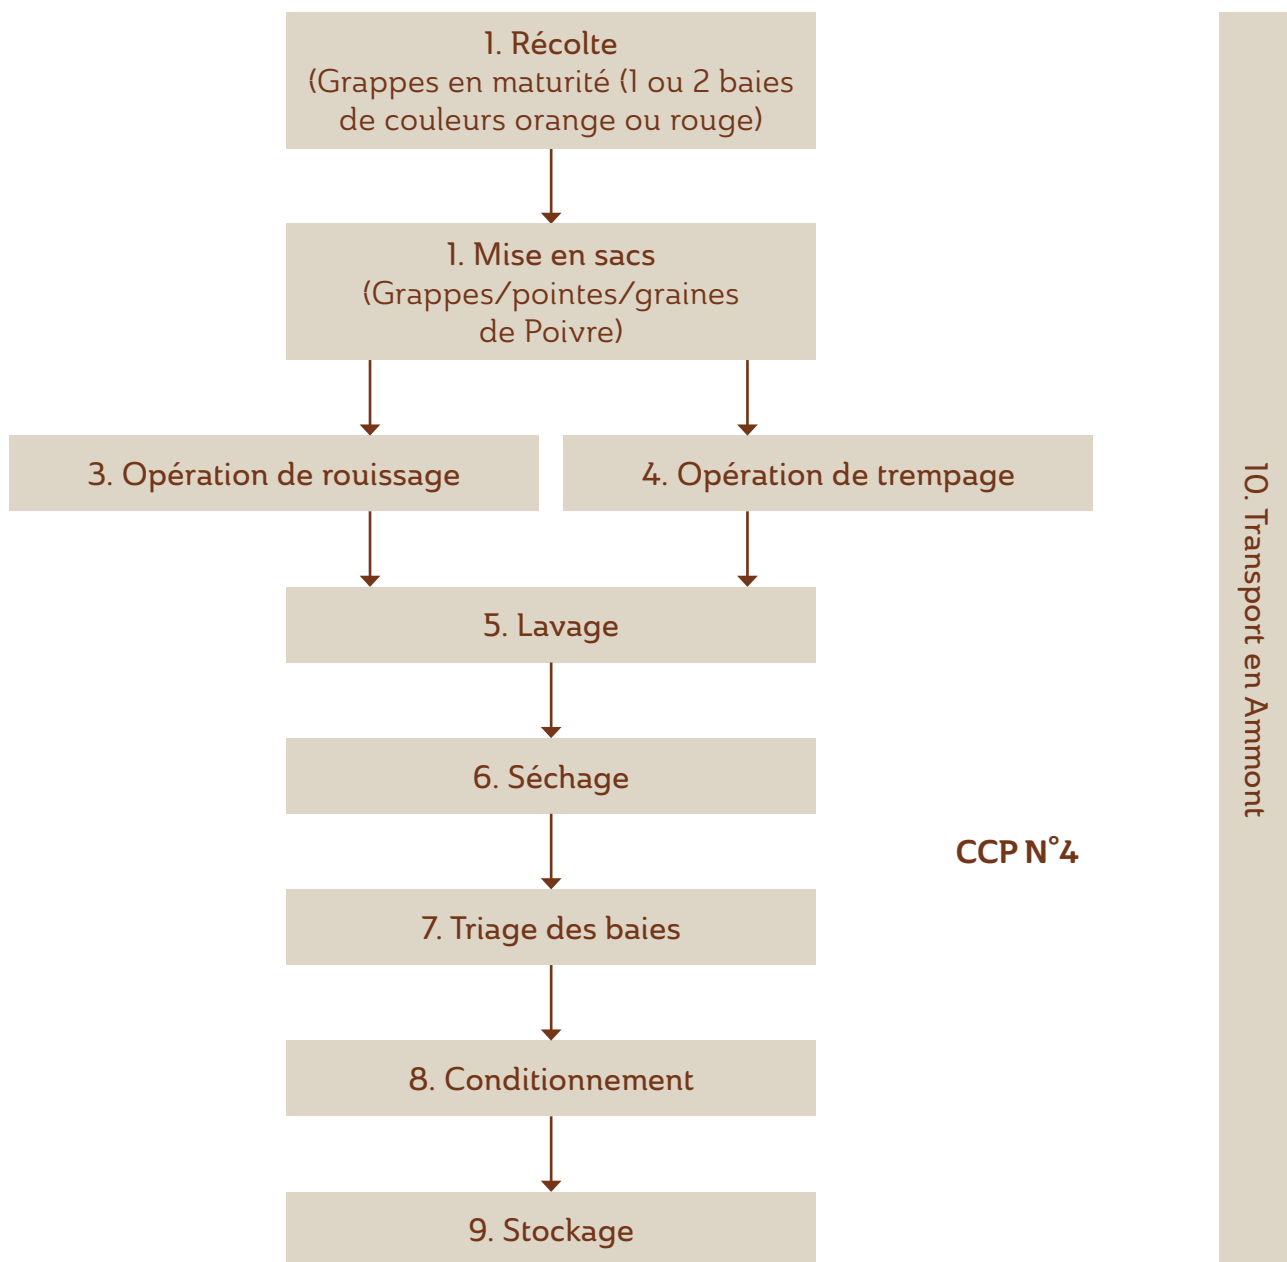 1. Récolte
(Grappes en maturité (1 ou 2 baies
de couleurs orange ou rouge)
1. Mise en sacs
(Grappes/pointes/graines
de Poivre)
3. Opération de rouissage
4. Opération de trempage
5. Lavage
6. Séchage
CCP N°4
7. Triage des baies
8. Conditionnement
9. Stockage
10. Transport en Ammont